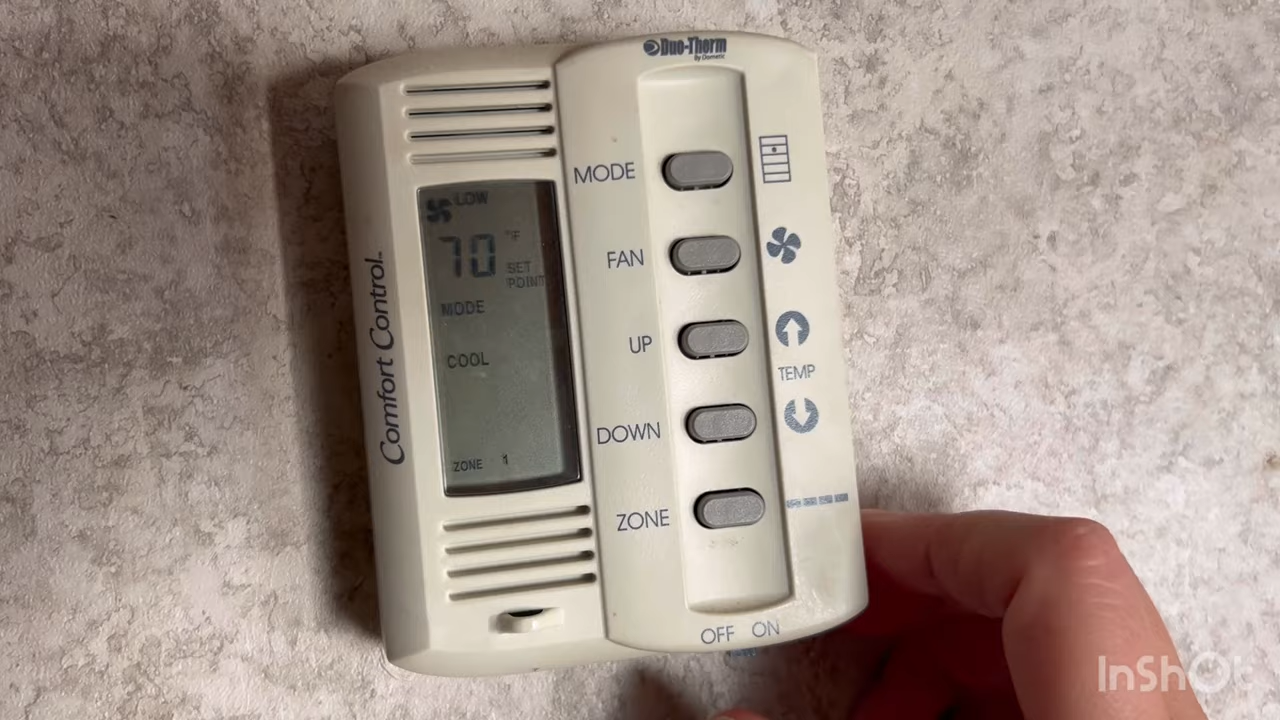 Duo-Therm
By Dometic
LOW
70 °F
SET
POINT
MODE
COOL
ZONE 1
Comfort Control™
MODE
FAN
UP
TEMP
DOWN
ZONE
OFF ON
InShOt